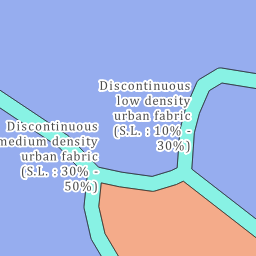 Discontinuous
low density
urban fabric
(S.L. : 10% -
30%)
Discontinuous
medium density
urban fabric
(S.L. : 30% -
50%)